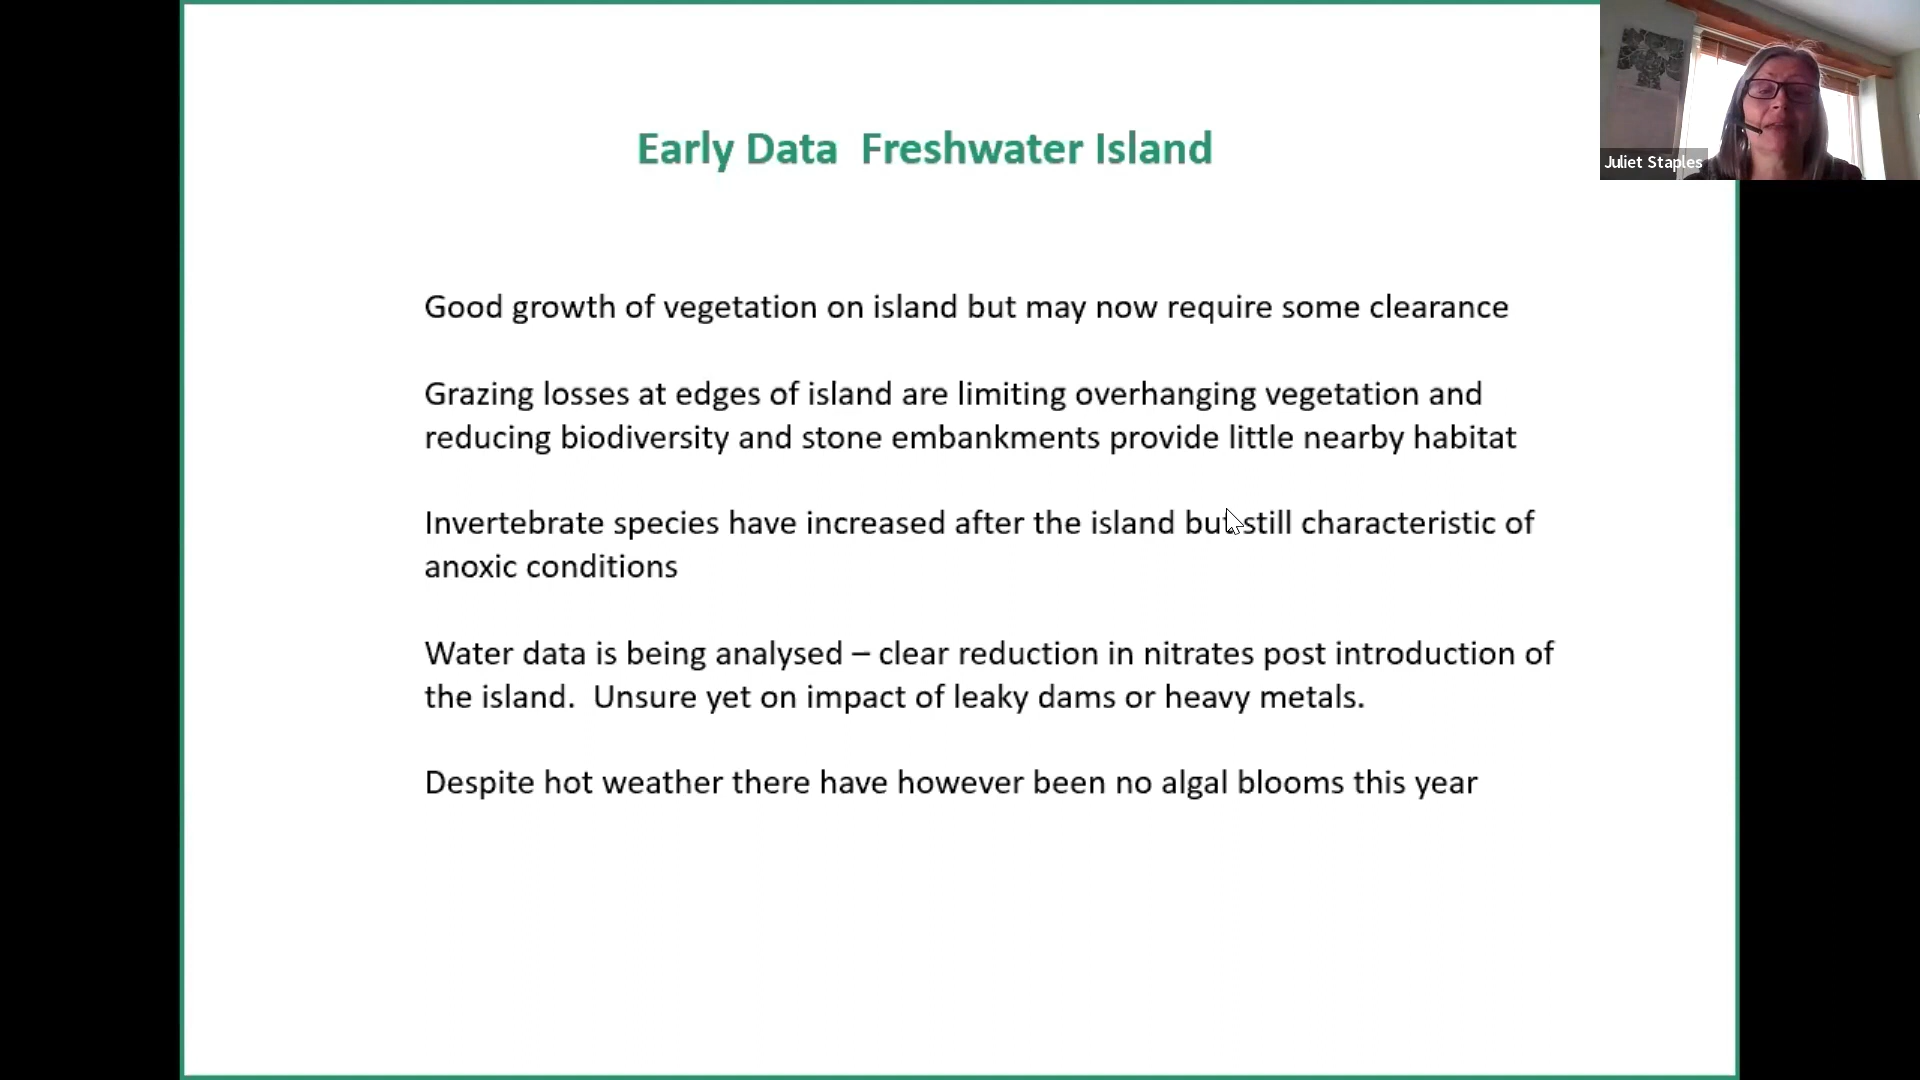 Early Data  Freshwater Island
Juliet Staples
Good growth of vegetation on island but may now require some clearance
Grazing losses at edges of island are limiting overhanging vegetation and
reducing biodiversity and stone embankments provide little nearby habitat
Invertebrate species have increased after the island but still characteristic of
anoxic conditions
Water data is being analysed – clear reduction in nitrates post introduction of
the island.  Unsure yet on impact of leaky dams or heavy metals.
Despite hot weather there have however been no algal blooms this year